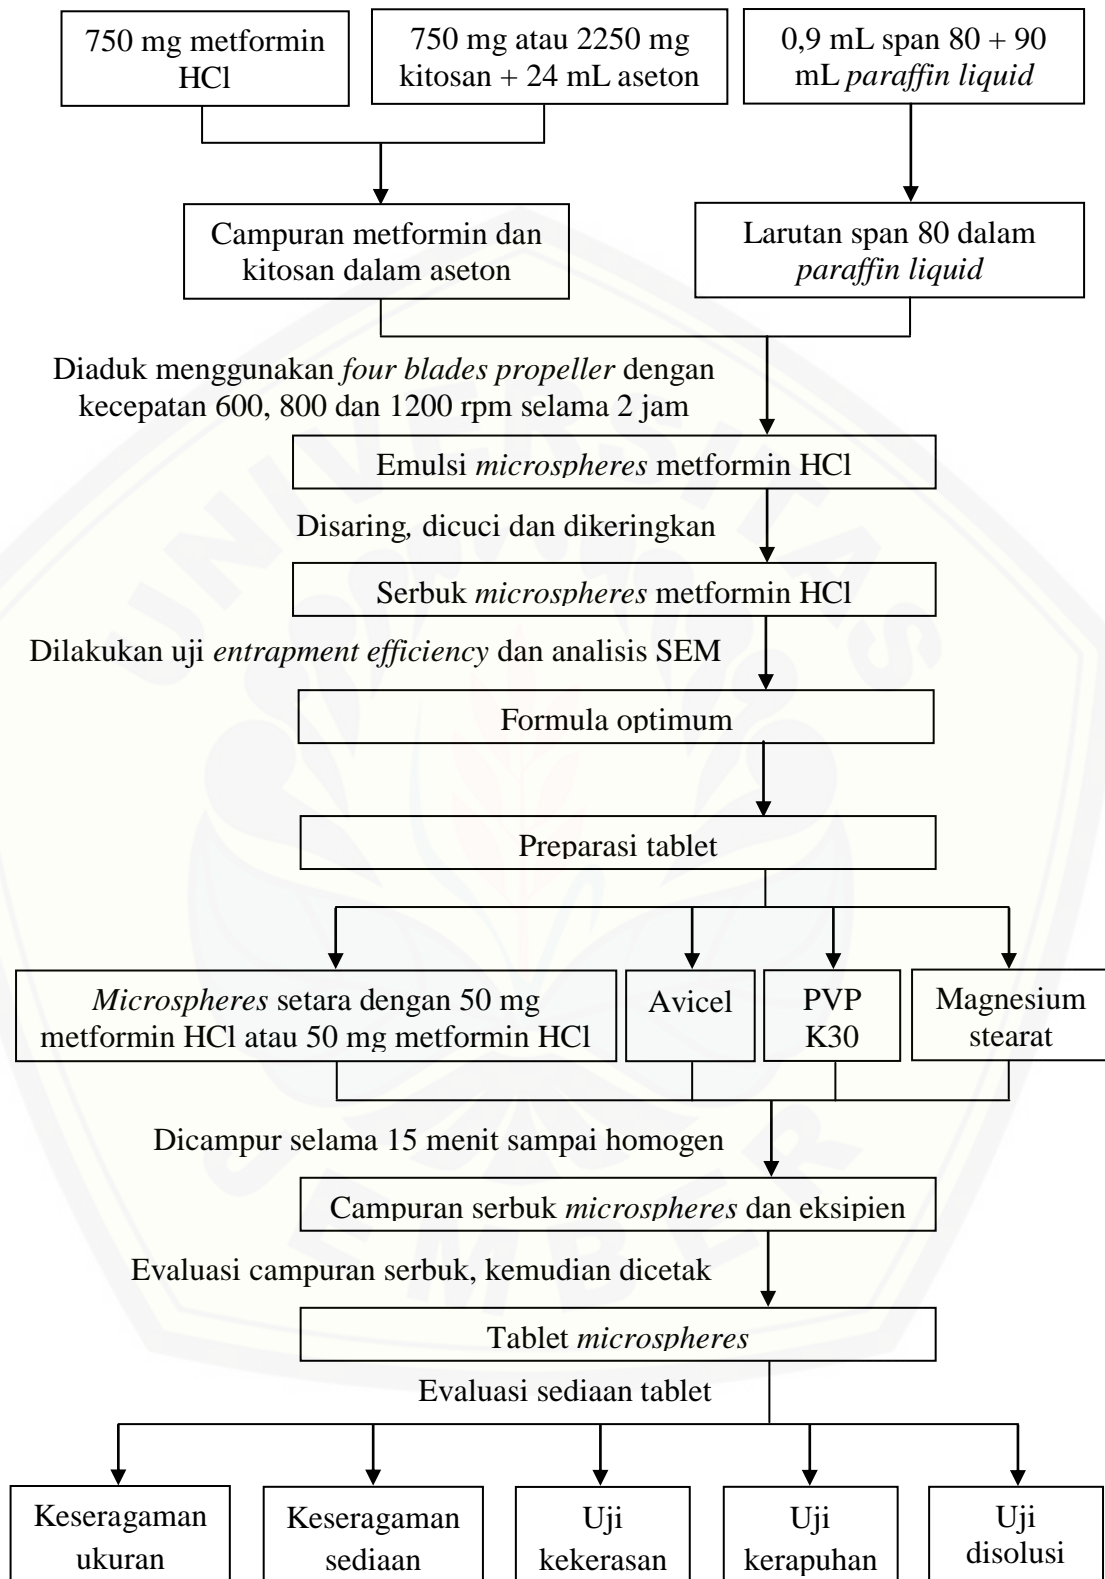 750 mg metformin
HCl
750 mg atau 2250 mg
kitosan + 24 mL aseton
0,9 mL span 80 + 90
mL paraffin liquid
Campuran metformin dan
kitosan dalam aseton
Larutan span 80 dalam
paraffin liquid
Diaduk menggunakan four blades propeller dengan
kecepatan 600, 800 dan 1200 rpm selama 2 jam
Emulsi microspheres metformin HCl
Disaring, dicuci dan dikeringkan
Serbuk microspheres metformin HCl
Dilakukan uji entrapment efficiency dan analisis SEM
Formula optimum
Preparasi tablet
Microspheres setara dengan 50 mg
metformin HCl atau 50 mg metformin HCl
Avicel
PVP
K30
Magnesium
stearat
Dicampur selama 15 menit sampai homogen
Campuran serbuk microspheres dan eksipien
Evaluasi campuran serbuk, kemudian dicetak
Tablet microspheres
Evaluasi sediaan tablet
Keseragaman
ukuran
Keseragaman
sediaan
Uji
kekerasan
Uji
kerapuhan
Uji
disolusi
UNIVERSITAS
JEMBER